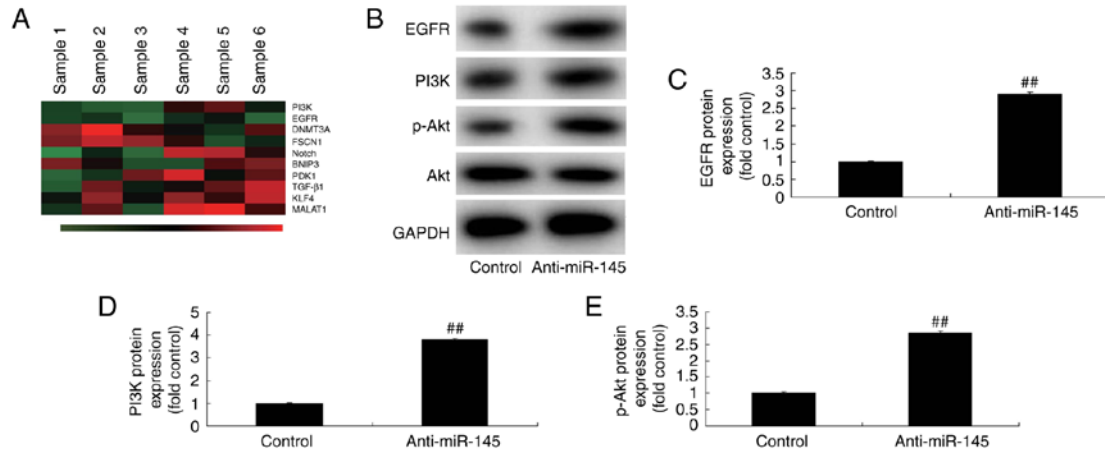 A
Sample 1
Sample 2
Sample 3
Sample 4
Sample 5
Sample 6
PI3K
EGFR
DNMT3A
FSCN1
Notch
BNIP3
PDK1
TGF-β1
KLF4
MALAT1
B
EGFR
PI3K
p-Akt
Akt
GAPDH
Control Anti-miR-145
C
EGFR protein
expression
(fold control)
3.5
3
2.5
2
1.5
1
0.5
0
##
Control Anti-miR-145
D
PI3K protein
expression
(fold control)
5
4
3
2
1
0
##
Control Anti-miR-145
E
p-Akt protein
expression
(fold control)
3.5
3
2.5
2
1.5
1
0.5
0
##
Control Anti-miR-145